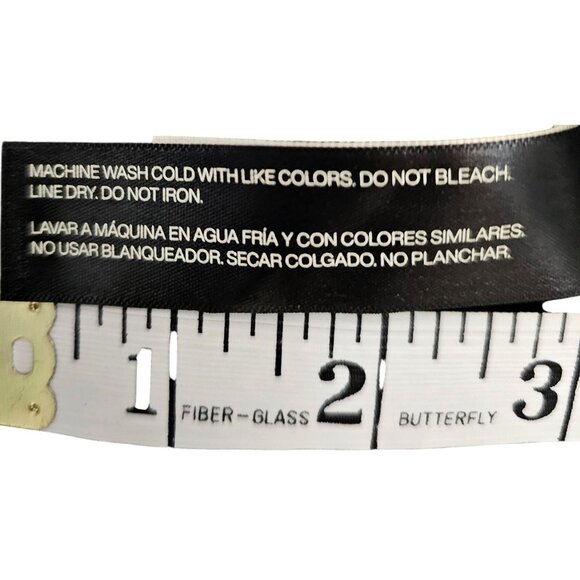 MACHINE WASH COLD WITH LIKE COLORS. DO NOT BLEACH.
LINE DRY. DO NOT IRON.
LAVAR A MÁQUINA EN AGUA FRÍA Y CON COLORES SIMILARES.
NO USAR BLANQUEADOR. SECAR COLGADO. NO PLANCHAR.
1 FIBER-GLASS 2 BUTTERFLY 3